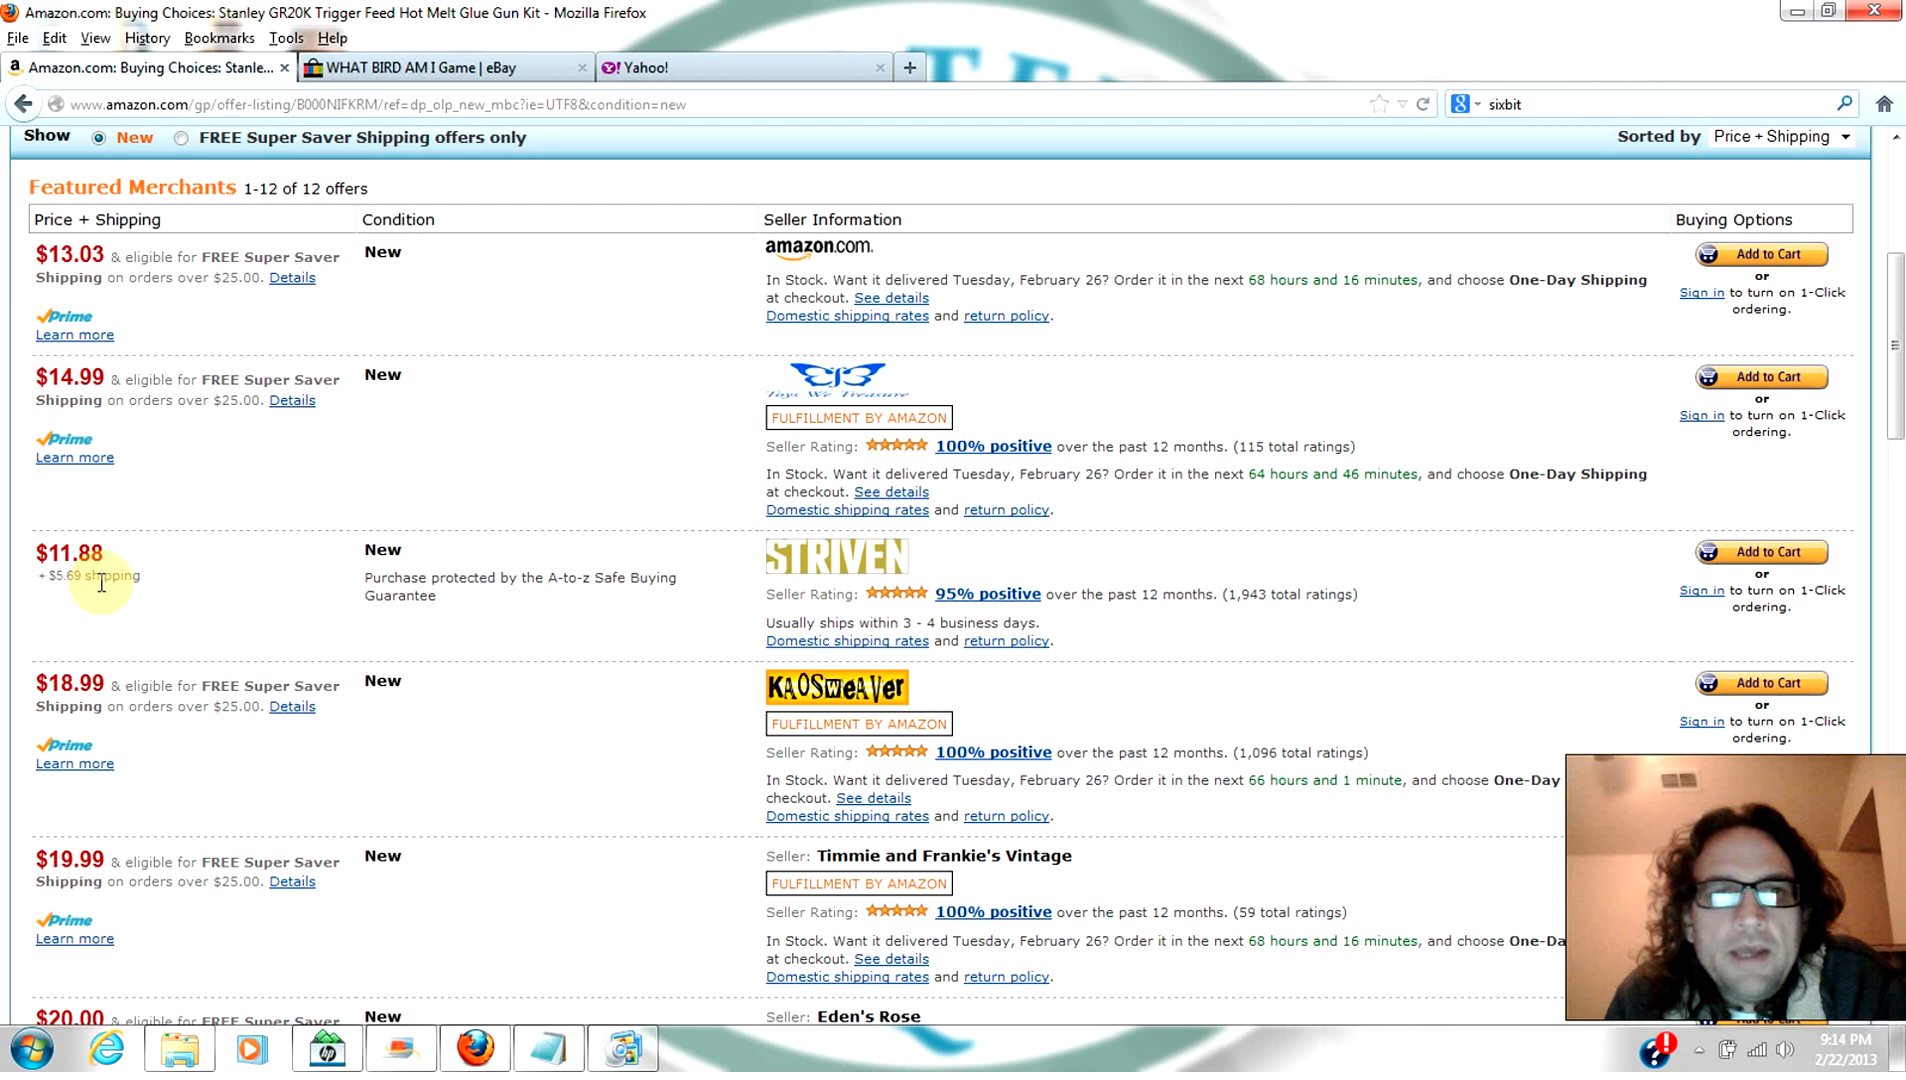 Amazon.com: Buying Choices: Stanley GR20K Trigger Feed Hot Melt Glue Gun Kit - Mozilla Firefox
File Edit View History Bookmarks Tools Help
Amazon.com: Buying Choices: Stanle... WHAT BIRD AM I Game | eBay Yahoo!
www.amazon.com/gp/offer-listing/B000NIFKRM/ref=dp_olp_new_mbc?ie=UTF8&condition=new sixbit
Show New FREE Super Saver Shipping offers only Sorted by Price + Shipping
Featured Merchants 1-12 of 12 offers
Price + Shipping Condition Seller Information Buying Options
$13.03 & eligible for FREE Super Saver New amazon.com. Add to Cart
Shipping on orders over $25.00. Details In Stock. Want it delivered Tuesday, February 26? Order it in the next 68 hours and 16 minutes, and choose One-Day Shipping or
at checkout. See details Sign in to turn on 1-Click
Prime Domestic shipping rates and return policy. ordering.
Learn more
$14.99 & eligible for FREE Super Saver New Toys We Treasure Add to Cart
Shipping on orders over $25.00. Details or
FULFILLMENT BY AMAZON Sign in to turn on 1-Click
Prime Seller Rating: 100% positive over the past 12 months. (115 total ratings) ordering.
Learn more
In Stock. Want it delivered Tuesday, February 26? Order it in the next 64 hours and 46 minutes, and choose One-Day Shipping
at checkout. See details
Domestic shipping rates and return policy.
$11.88 New STRIVEN Add to Cart
+ $5.69 shipping Purchase protected by the A-to-z Safe Buying or
Guarantee Seller Rating: 95% positive over the past 12 months. (1,943 total ratings) Sign in to turn on 1-Click
ordering.
Usually ships within 3 - 4 business days.
Domestic shipping rates and return policy.
$18.99 & eligible for FREE Super Saver New KAOSWEAVER Add to Cart
Shipping on orders over $25.00. Details or
FULFILLMENT BY AMAZON Sign in to turn on 1-Click
Prime Seller Rating: 100% positive over the past 12 months. (1,096 total ratings) ordering.
Learn more
In Stock. Want it delivered Tuesday, February 26? Order it in the next 66 hours and 1 minute, and choose One-Day
checkout. See details
Domestic shipping rates and return policy.
$19.99 & eligible for FREE Super Saver New Seller: Timmie and Frankie's Vintage
Shipping on orders over $25.00. Details FULFILLMENT BY AMAZON
Prime Seller Rating: 100% positive over the past 12 months. (59 total ratings)
Learn more In Stock. Want it delivered Tuesday, February 26? Order it in the next 68 hours and 16 minutes, and choose One-Da
at checkout. See details
Domestic shipping rates and return policy.
$20.00 & eligible for FREE Super Saver New Seller: Eden's Rose
9:14 PM
2/22/2013